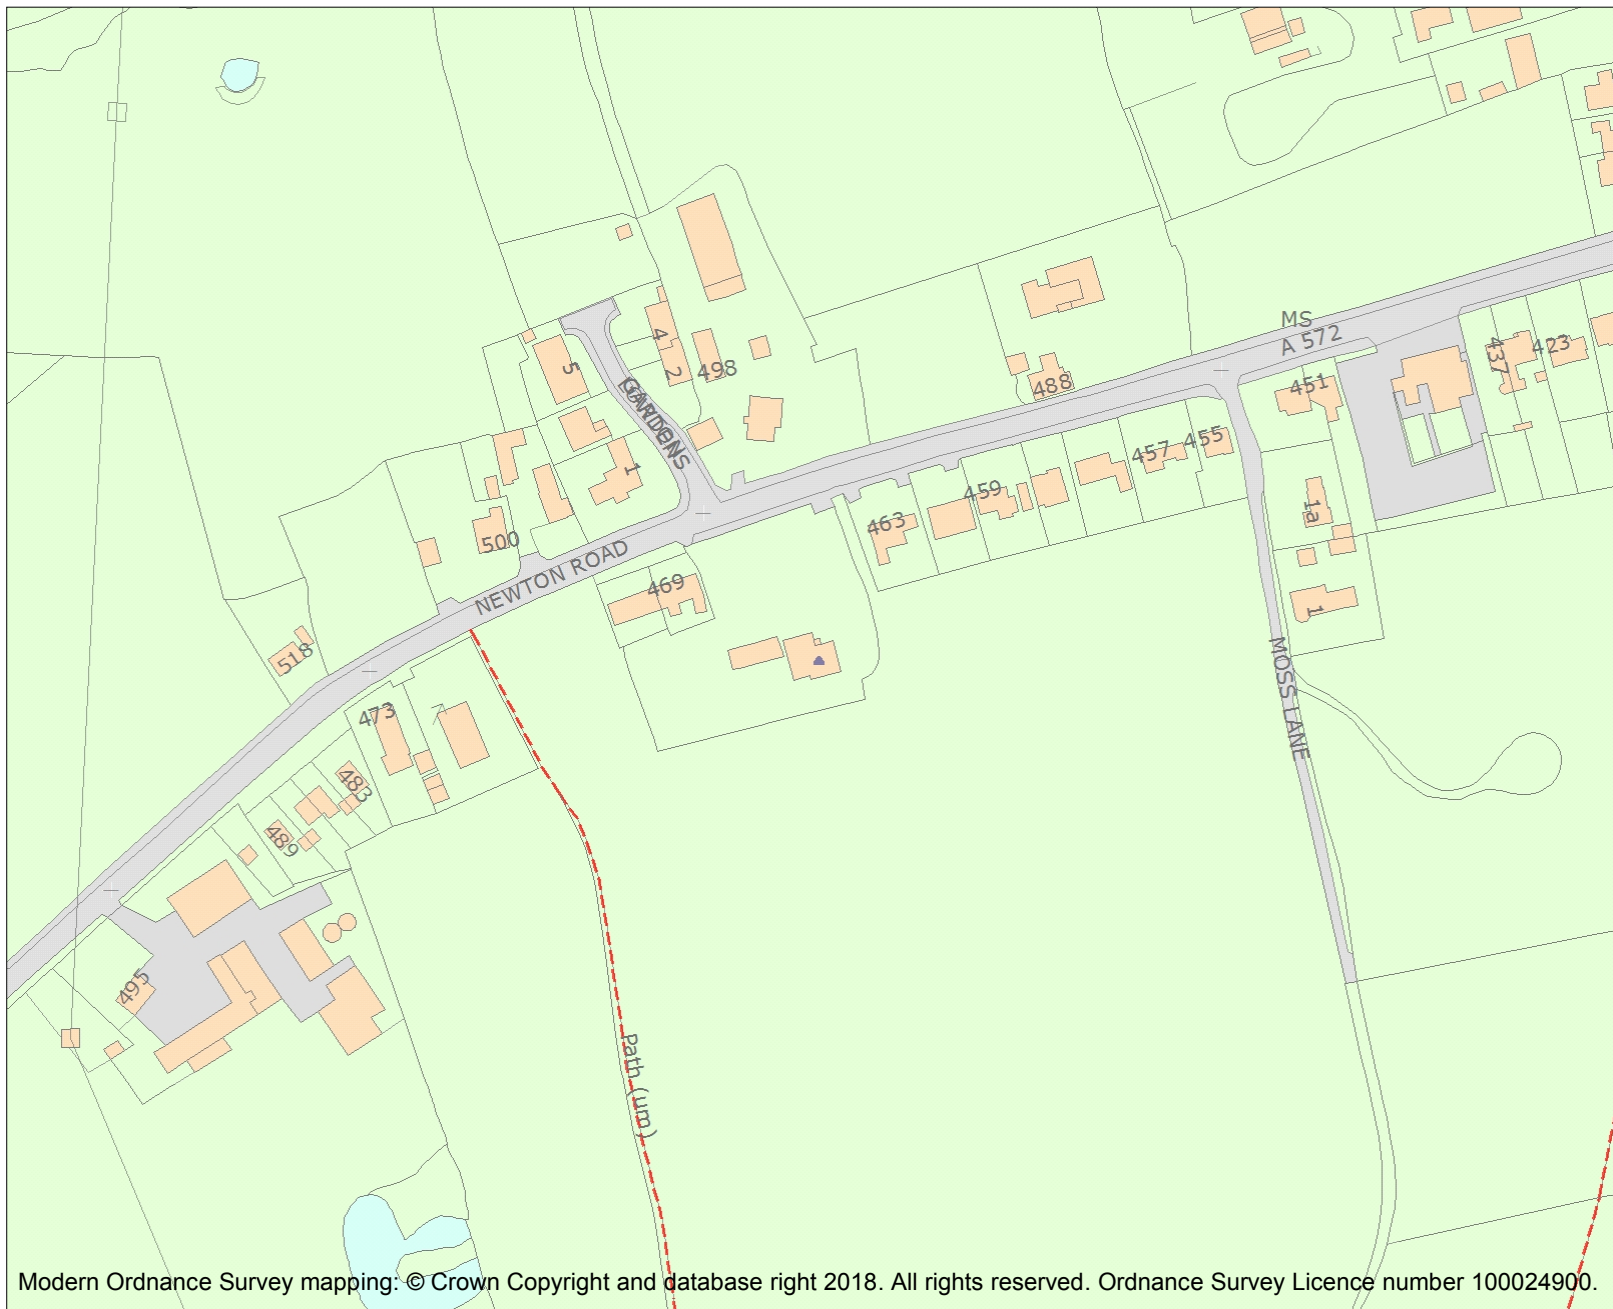 MS
A 572
5
4
2
498
GARDENS
488
451
437
423
1
457
455
459
463
1a
500
NEWTON ROAD
469
1
518
MOSS LANE
473
483
489
495
Path (um)
Modern Ordnance Survey mapping: © Crown Copyright and database right 2018. All rights reserved. Ordnance Survey Licence number 100024900.